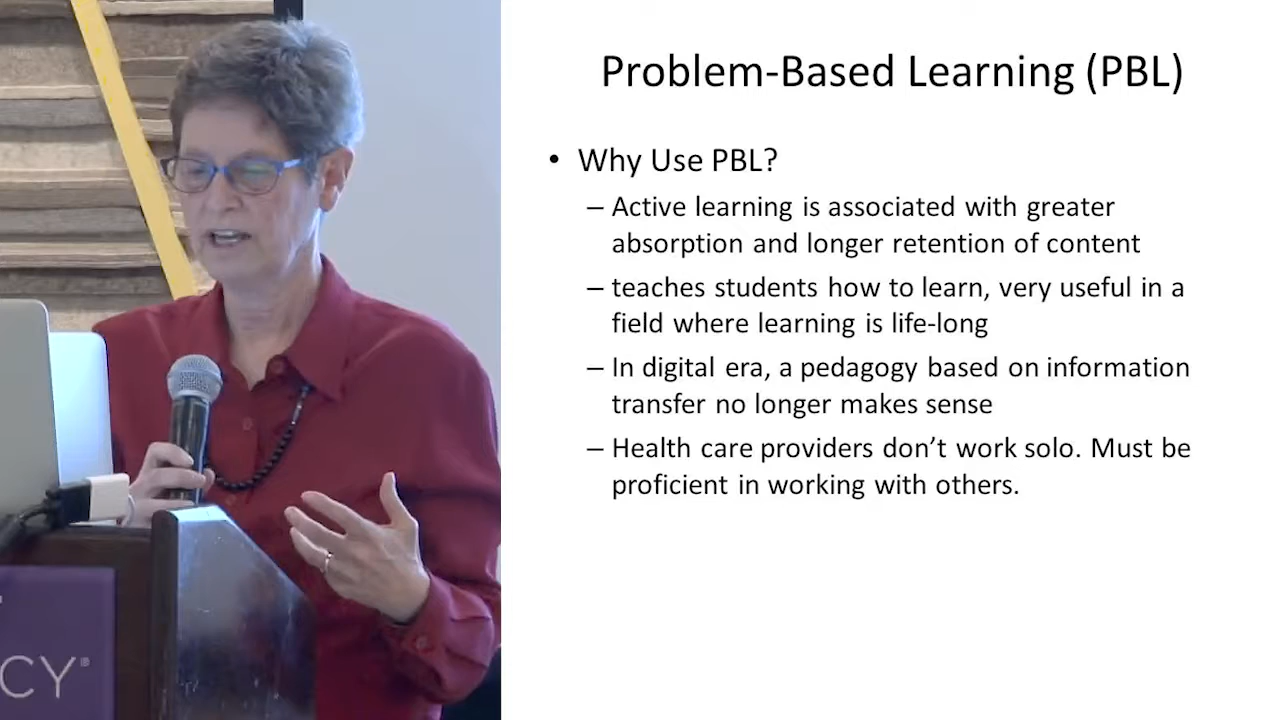 Problem-Based Learning (PBL)
• Why Use PBL?
– Active learning is associated with greater
absorption and longer retention of content
– teaches students how to learn, very useful in a
field where learning is life-long
– In digital era, a pedagogy based on information
transfer no longer makes sense
– Health care providers don’t work solo. Must be
proficient in working with others.
CY®